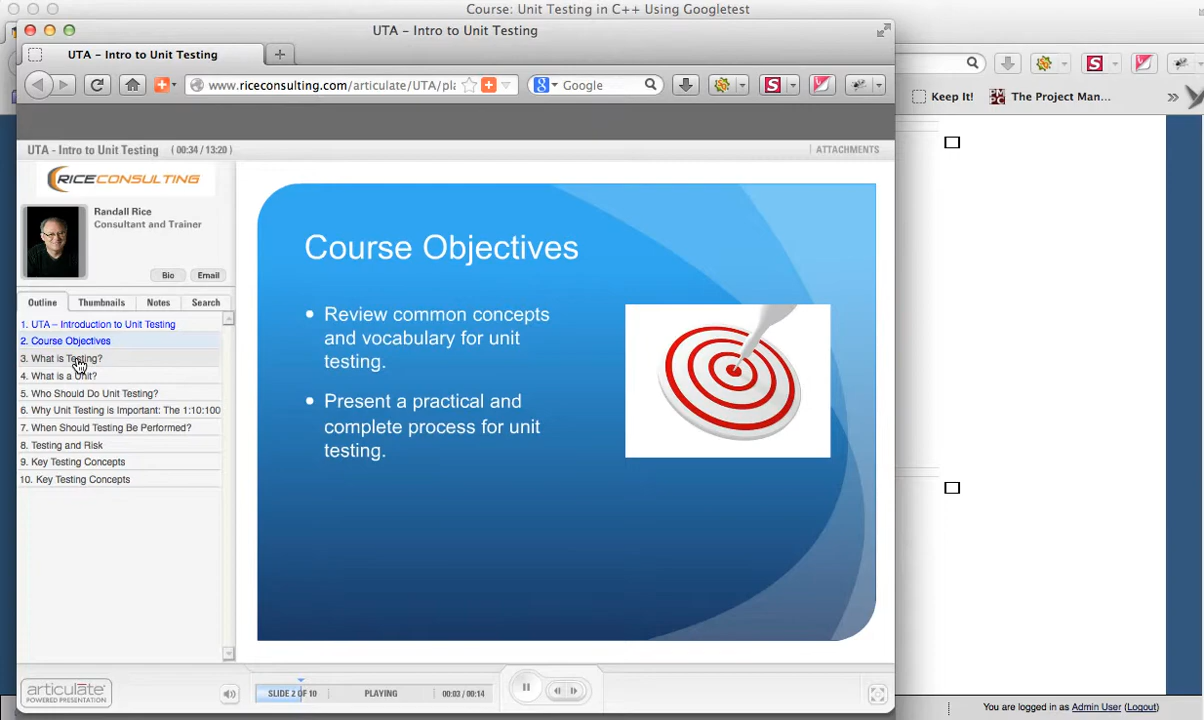 Course: Unit Testing in C++ Using Googletest
UTA – Intro to Unit Testing
UTA – Intro to Unit Testing
www.riceconsulting.com/articulate/UTA/pl
Google
Keep It!
The Project Man...
UTA - Intro to Unit Testing ( 00:34 / 13:20 )
ATTACHMENTS
RICECONSULTING
Randall Rice
Consultant and Trainer
Bio
Email
Outline
Thumbnails
Notes
Search
1. UTA – Introduction to Unit Testing
2. Course Objectives
3. What is Testing?
4. What is a Unit?
5. Who Should Do Unit Testing?
6. Why Unit Testing is Important: The 1:10:100
7. When Should Testing Be Performed?
8. Testing and Risk
9. Key Testing Concepts
10. Key Testing Concepts
Course Objectives
• Review common concepts
and vocabulary for unit
testing.
• Present a practical and
complete process for unit
testing.
articulate
POWERED PRESENTATION
SLIDE 2 OF 10
PLAYING
00:03 / 00:14
You are logged in as Admin User (Logout)